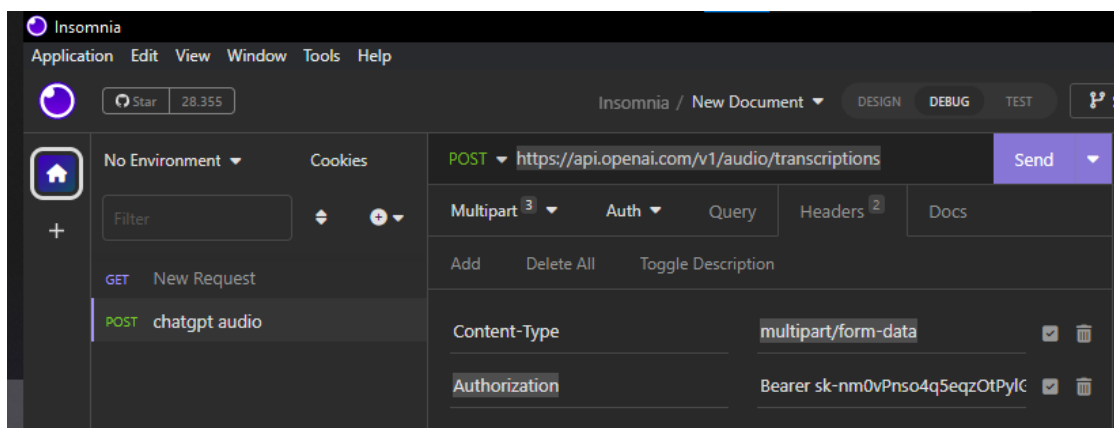 Insomnia
Application Edit View Window Tools Help
Star 28.355
Insomnia / New Document DESIGN DEBUG TEST
No Environment Cookies
Filter
GET New Request
POST chatgpt audio
POST https://api.openai.com/v1/audio/transcriptions Send
Multipart 3 Auth Query Headers 2 Docs
Add Delete All Toggle Description
Content-Type multipart/form-data
Authorization Bearer sk-nm0vPnso4q5eqzOtPylG